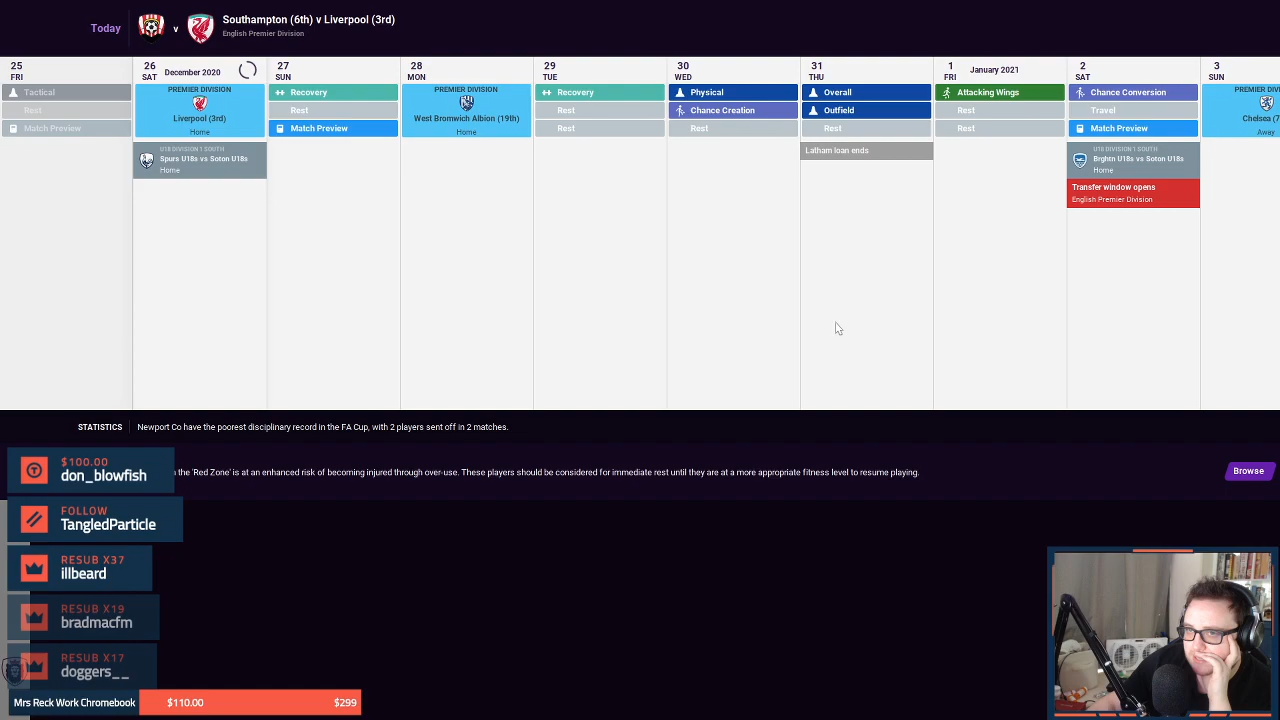 Today
v
Southampton (6th) v Liverpool (3rd)
English Premier Division
25
FRI
Tactical
Rest
Match Preview
26
SAT
December 2020
PREMIER DIVISION
Liverpool (3rd)
Home
U18 DIVISION 1 SOUTH
Spurs U18s vs Soton U18s
Home
27
SUN
Recovery
Rest
Match Preview
28
MON
PREMIER DIVISION
West Bromwich Albion (19th)
Home
29
TUE
Recovery
Rest
Rest
30
WED
Physical
Chance Creation
Rest
31
THU
Overall
Outfield
Rest
Latham loan ends
1
FRI
January 2021
Attacking Wings
Rest
Rest
2
SAT
Chance Conversion
Travel
Match Preview
U18 DIVISION 1 SOUTH
Brghtn U18s vs Soton U18s
Home
Transfer window opens
English Premier Division
3
SUN
PREMIER DIV
Chelsea (7
Away
STATISTICS
Newport Co have the poorest disciplinary record in the FA Cup, with 2 players sent off in 2 matches.
the 'Red Zone' is at an enhanced risk of becoming injured through over-use. These players should be considered for immediate rest until they are at a more appropriate fitness level to resume playing.
Browse
$100.00
don_blowfish
FOLLOW
TangledParticle
RESUB X37
illbeard
RESUB X19
bradmacfm
RESUB X17
doggers__
Mrs Reck Work Chromebook
$110.00
$299